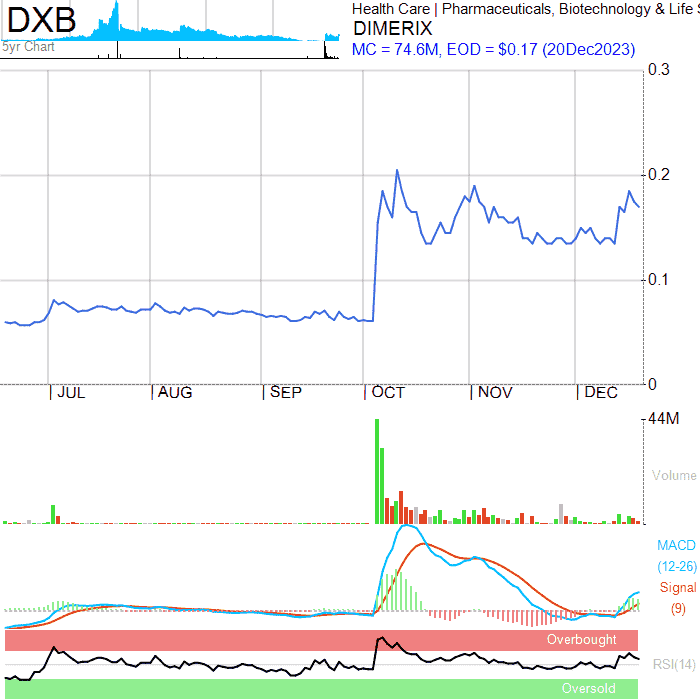 DXB
5yr Chart
Health Care | Pharmaceuticals, Biotechnology & Life S
DIMERIX
MC = 74.6M, EOD = $0.17 (20Dec2023)
0.3
0.2
0.1
0
JUL AUG SEP OCT NOV DEC
44M
Volume
MACD
(12-26)
Signal
(9)
Overbought
RSI(14)
Oversold